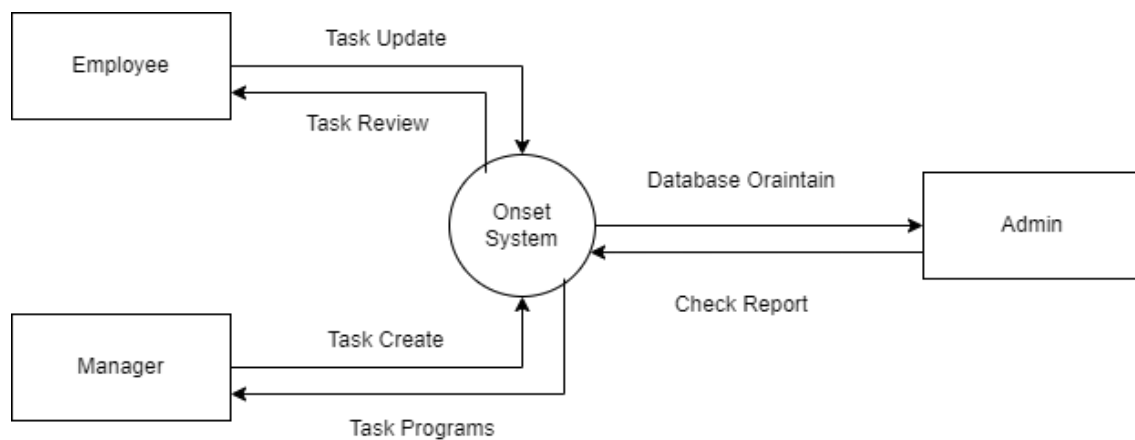 Task Update
Employee
Task Review
Database Oraintain
Onset
System
Admin
Check Report
Task Create
Manager
Task Programs